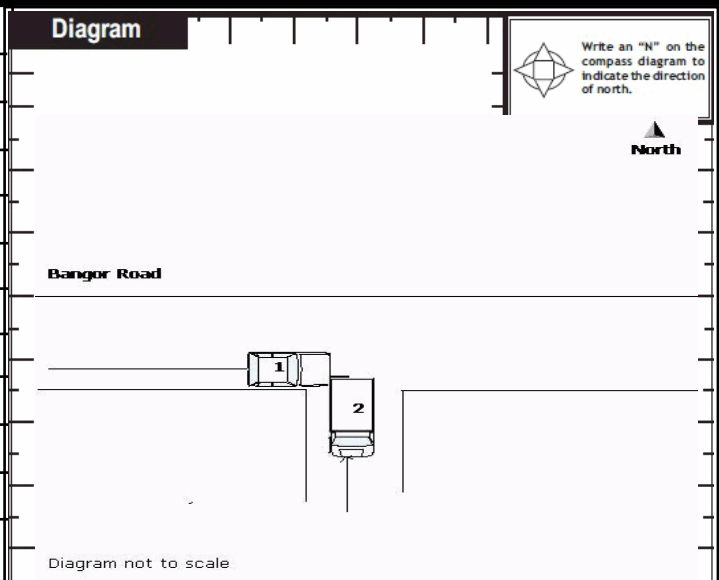 Diagram
Write an “N” on the
compass diagram to
indicate the direction
of north.
North
Bangor Road
1
2
Diagram not to scale